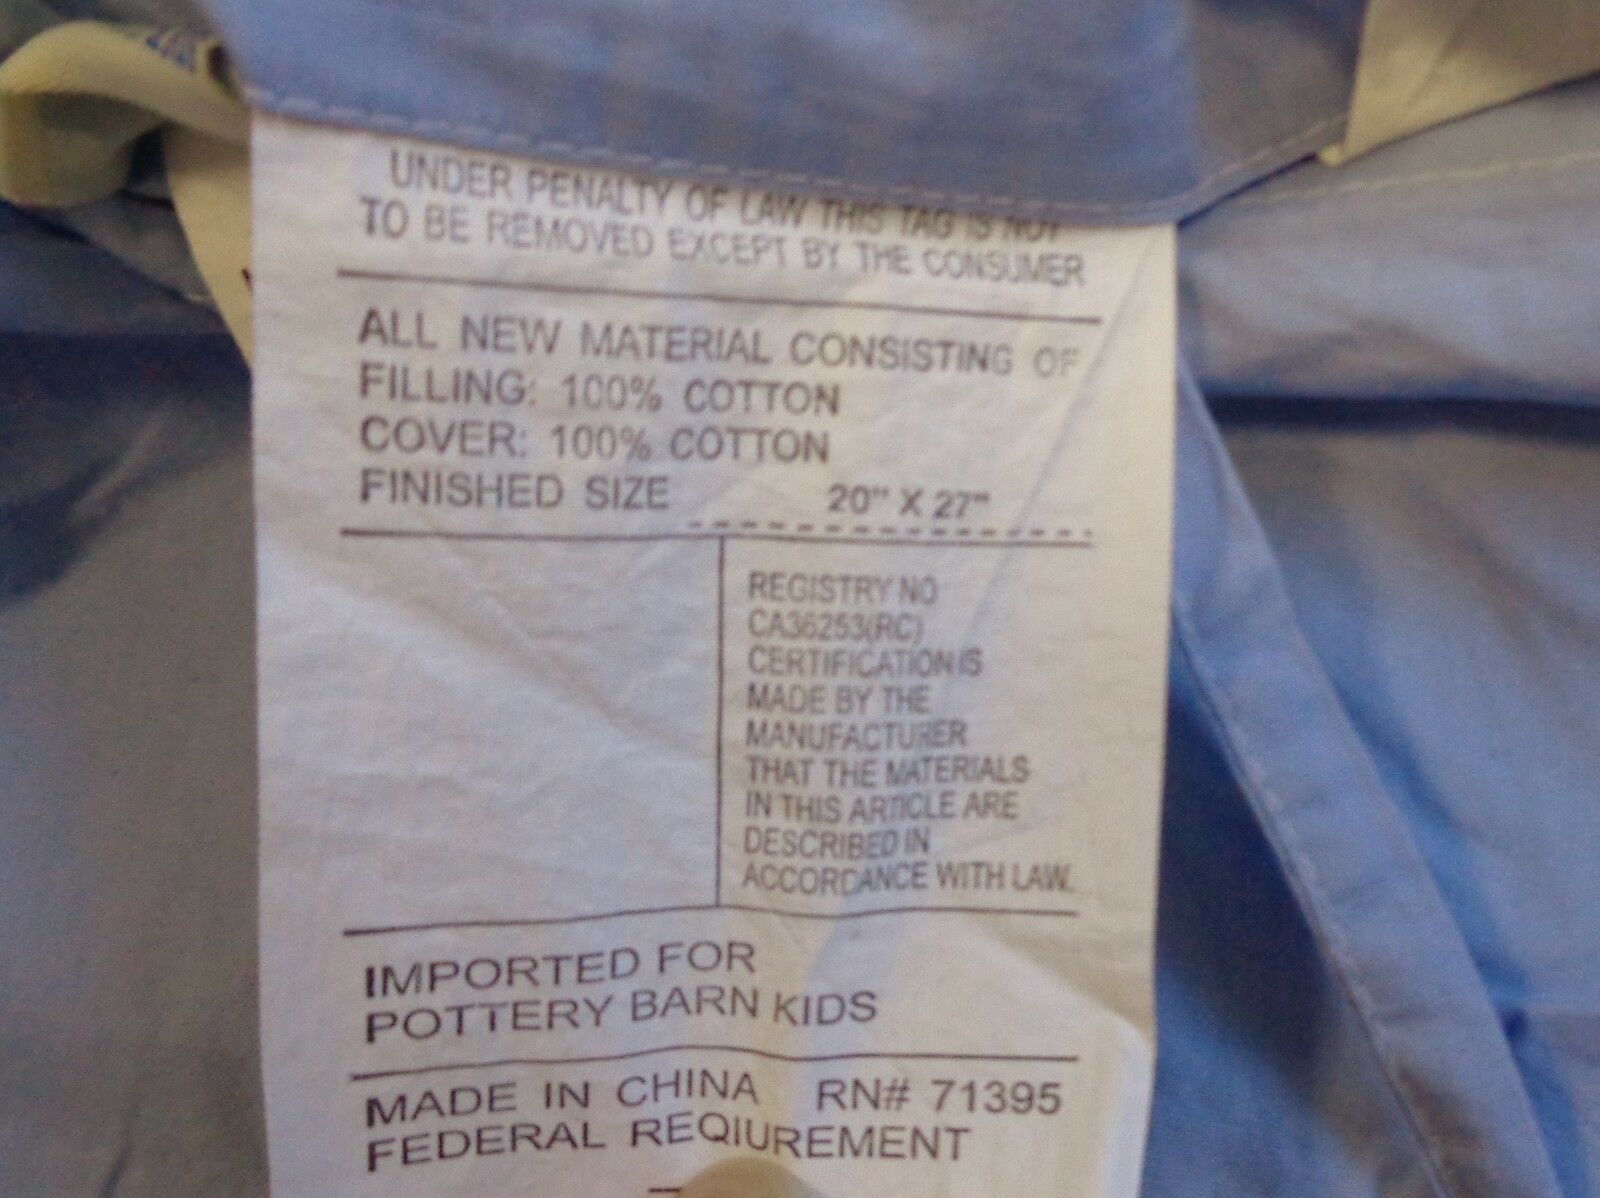 UNDER PENALTY OF LAW THIS TAG IS NOT
TO BE REMOVED EXCEPT BY THE CONSUMER
ALL NEW MATERIAL CONSISTING OF
FILLING: 100% COTTON
COVER: 100% COTTON
FINISHED SIZE 20" X 27"
REGISTRY NO
CA36253(RC)
CERTIFICATION IS
MADE BY THE
MANUFACTURER
THAT THE MATERIALS
IN THIS ARTICLE ARE
DESCRIBED IN
ACCORDANCE WITH LAW.
IMPORTED FOR
POTTERY BARN KIDS
MADE IN CHINA RN# 71395
FEDERAL REQIUREMENT